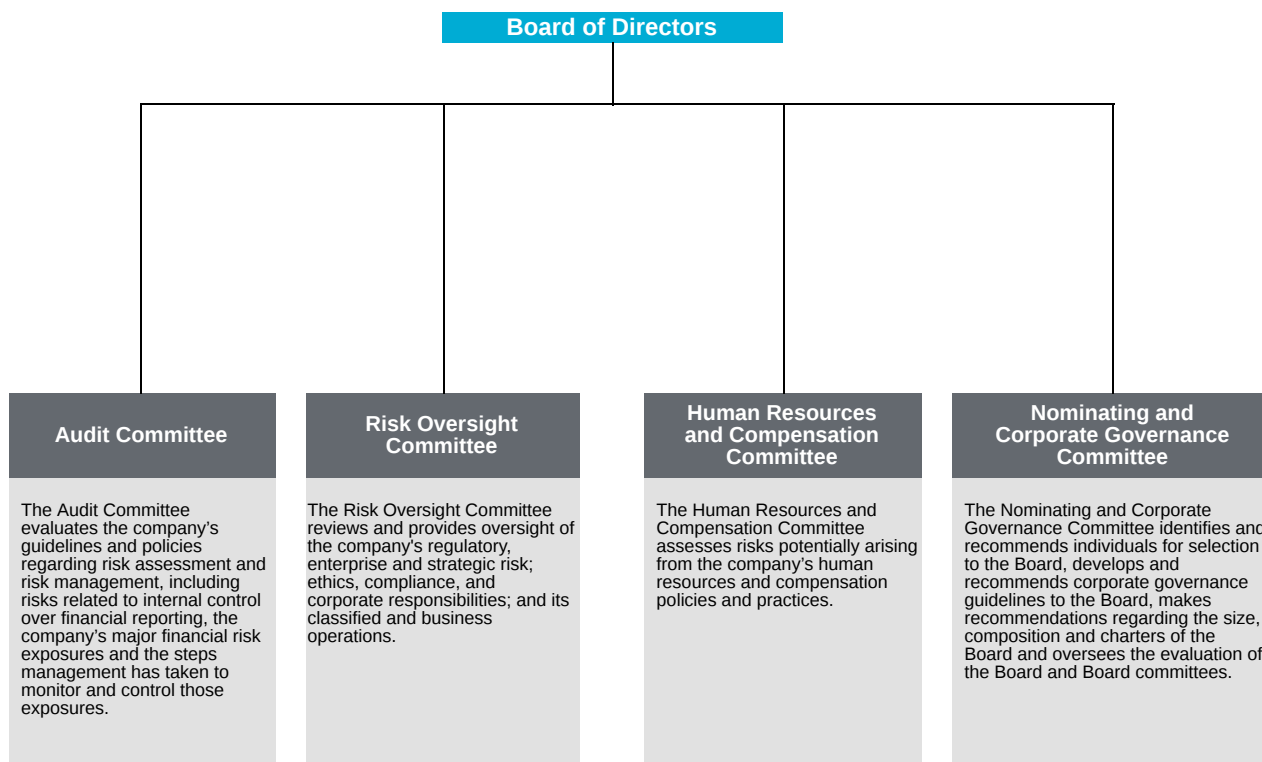 Board of Directors
Audit Committee
The Audit Committee
evaluates the company’s
guidelines and policies
regarding risk assessment and
risk management, including
risks related to internal control
over financial reporting, the
company’s major financial risk
exposures and the steps
management has taken to
monitor and control those
exposures.
Risk Oversight
Committee
The Risk Oversight Committee
reviews and provides oversight of
the company's regulatory,
enterprise and strategic risk;
ethics, compliance, and
corporate responsibilities; and its
classified and business
operations.
Human Resources
and Compensation
Committee
The Human Resources and
Compensation Committee
assesses risks potentially arising
from the company’s human
resources and compensation
policies and practices.
Nominating and
Corporate Governance
Committee
The Nominating and Corporate
Governance Committee identifies and
recommends individuals for selection
to the Board, develops and
recommends corporate governance
guidelines to the Board, makes
recommendations regarding the size,
composition and charters of the
Board and oversees the evaluation of
the Board and Board committees.